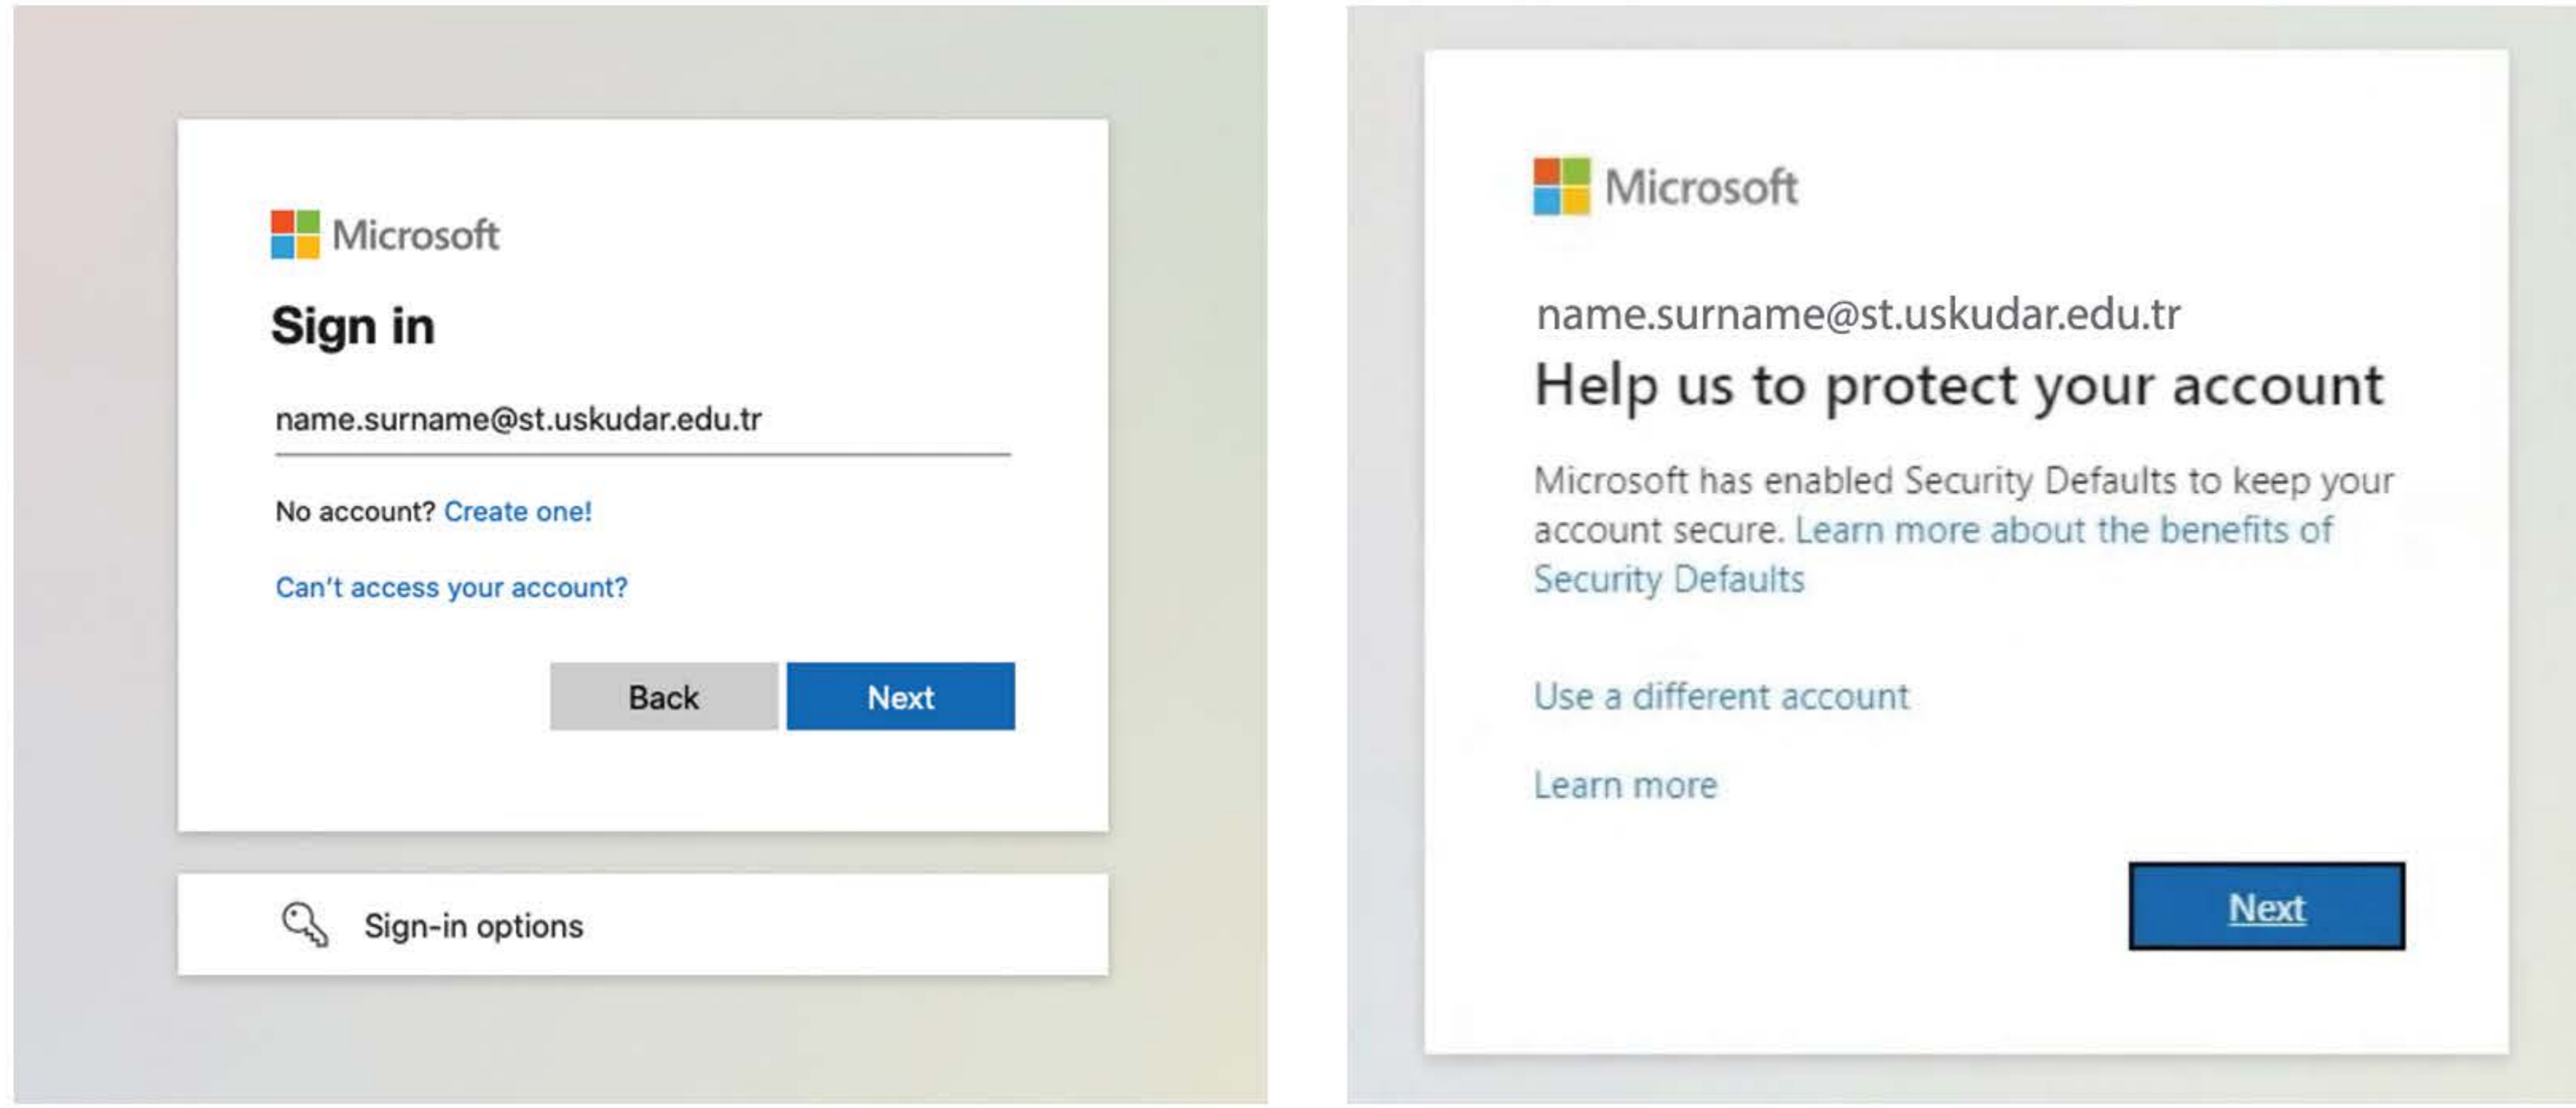 Microsoft
Sign in
name.surname@st.uskudar.edu.tr
No account? Create one!
Can't access your account?
Back
Next
Sign-in options
Microsoft
name.surname@st.uskudar.edu.tr
Help us to protect your account
Microsoft has enabled Security Defaults to keep your
account secure. Learn more about the benefits of
Security Defaults
Use a different account
Learn more
Next